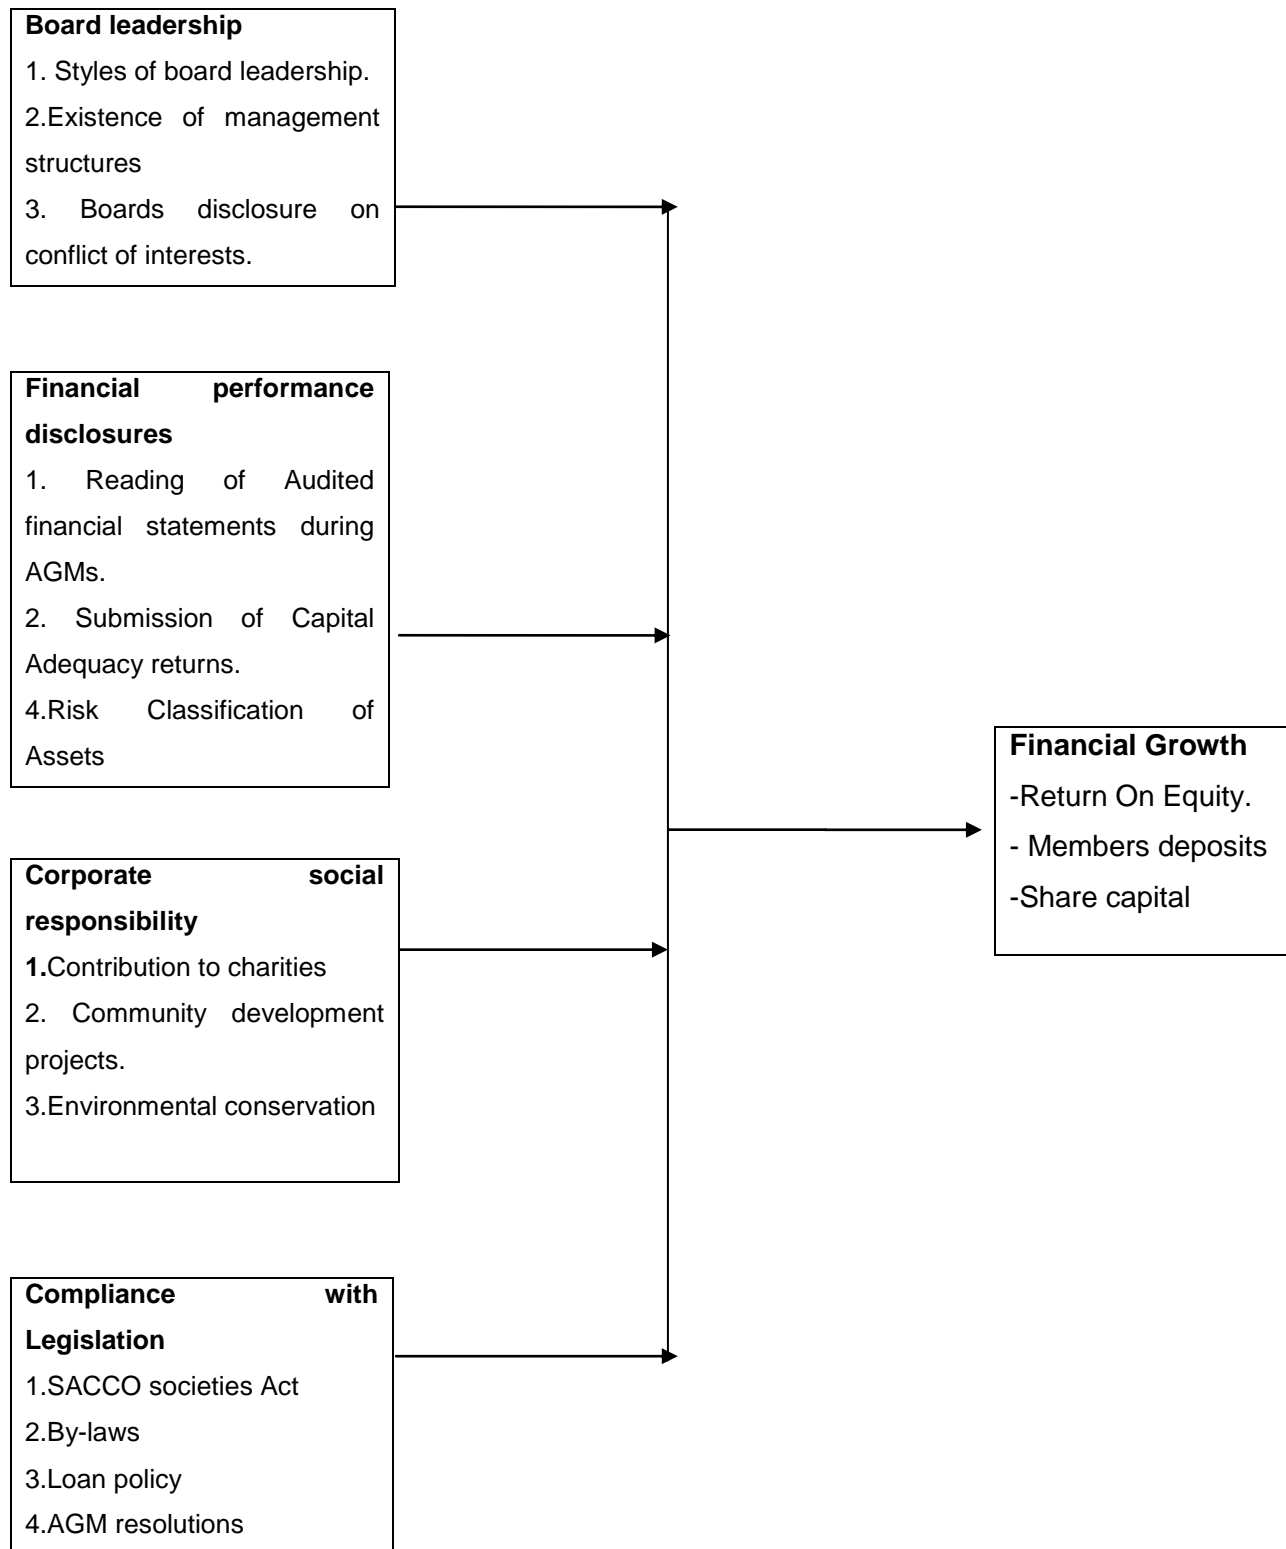 Board leadership
1. Styles of board leadership.
2.Existence of management
structures
3. Boards disclosure on
conflict of interests.
Financial performance
disclosures
1. Reading of Audited
financial statements during
AGMs.
2. Submission of Capital
Adequacy returns.
4.Risk Classification of
Assets
Corporate social
responsibility
1.Contribution to charities
2. Community development
projects.
3.Environmental conservation
Compliance with
Legislation
1.SACCO societies Act
2.By-laws
3.Loan policy
4.AGM resolutions
Financial Growth
-Return On Equity.
- Members deposits
-Share capital